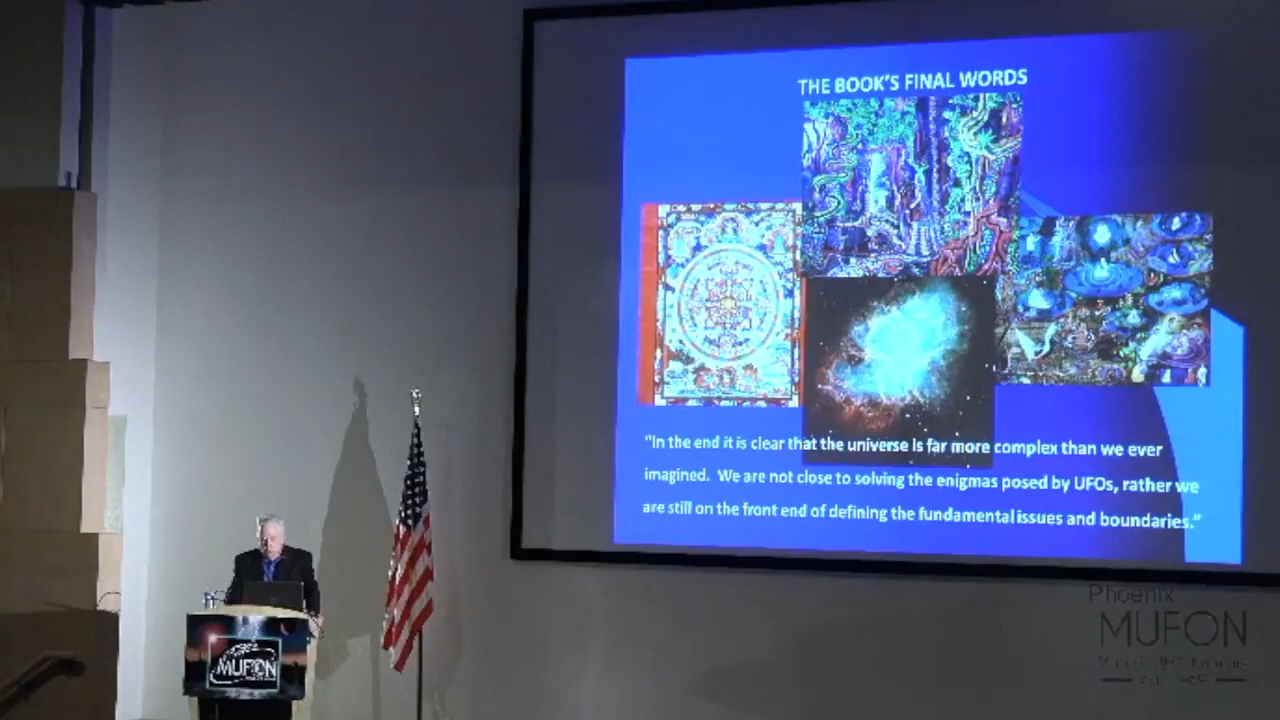 THE BOOK'S FINAL WORDS
"In the end it is clear that the universe is far more complex than we ever
imagined. We are not close to solving the enigmas posed by UFOs, rather we
are still on the front end of defining the fundamental issues and boundaries."
MUFON
Phoenix
MUFON